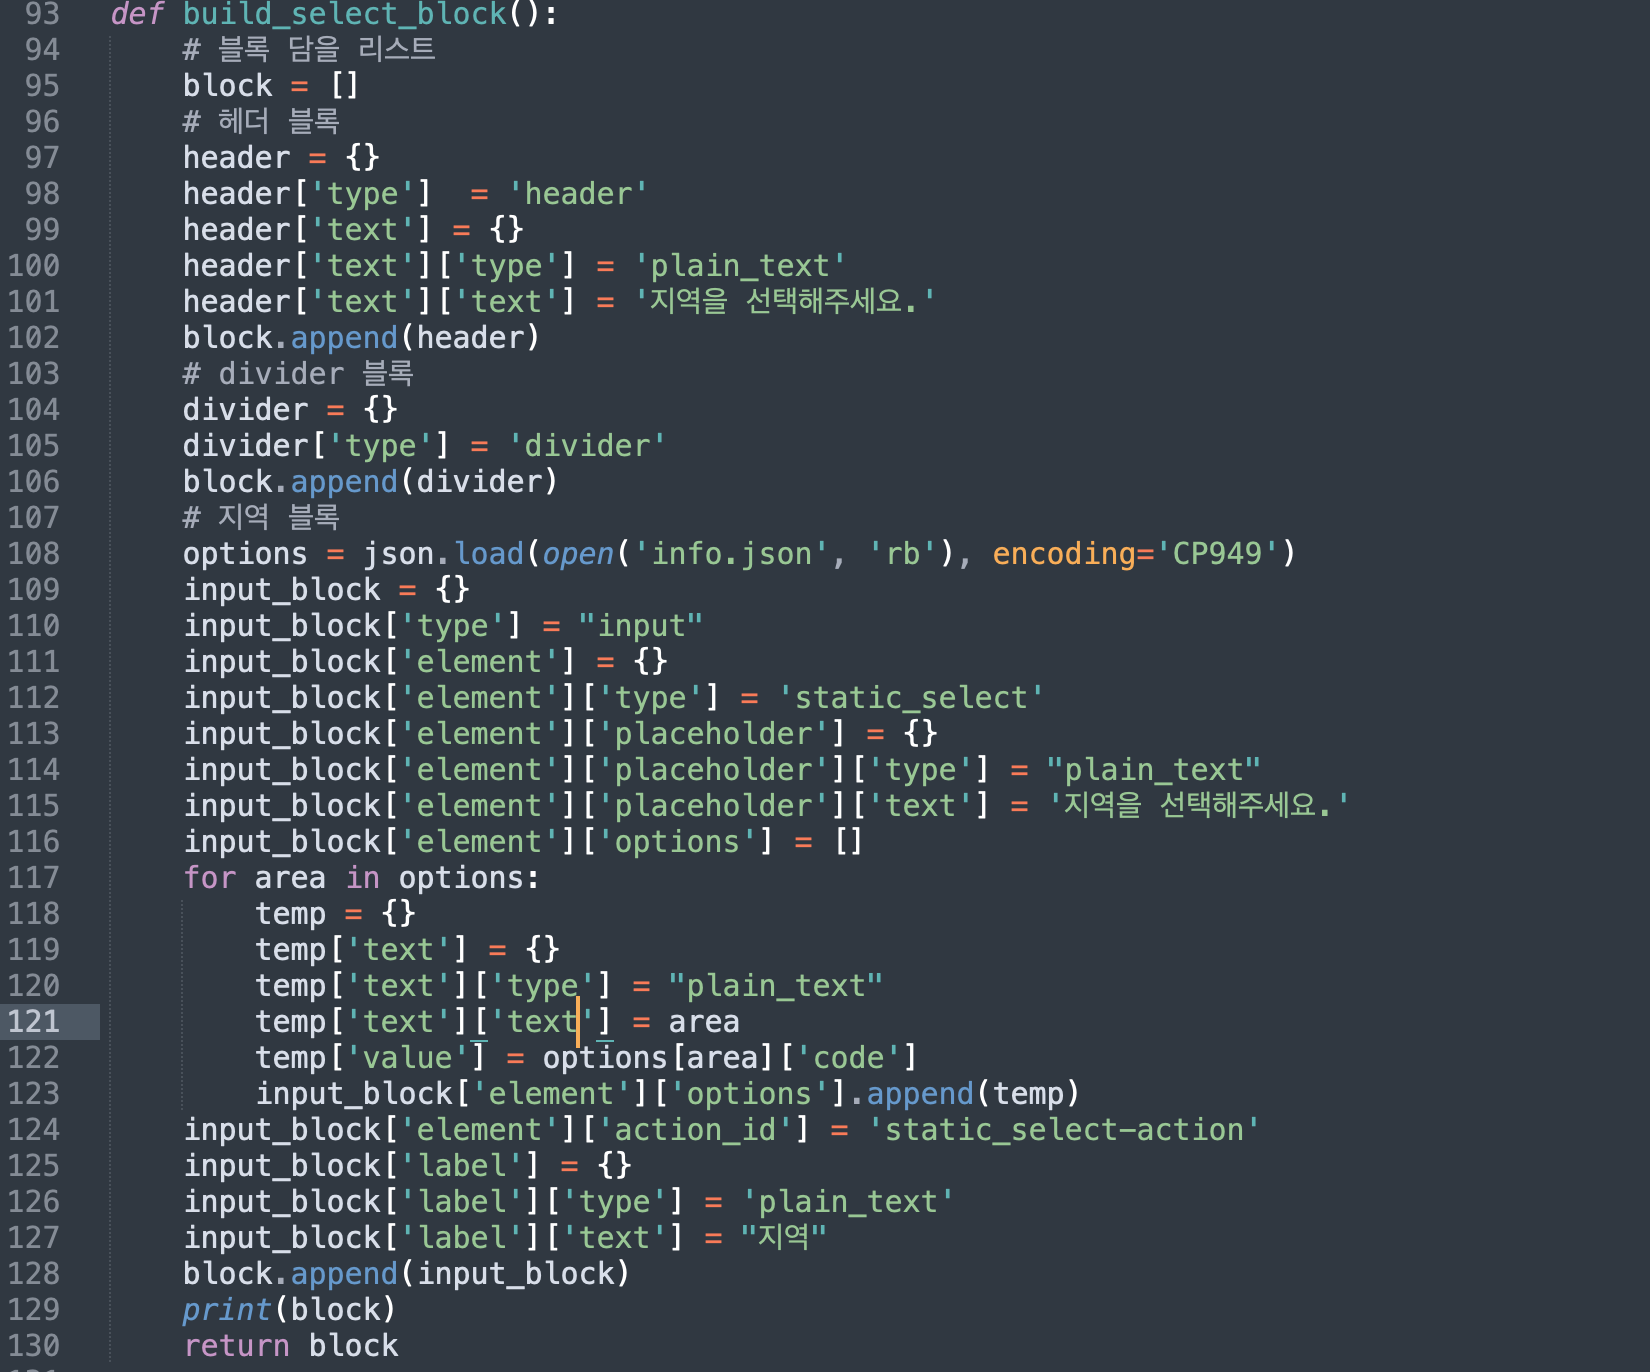 93 def build_select_block():
94     # 블록 담을 리스트
95     block = []
96     # 헤더 블록
97     header = {}
98     header['type']  = 'header'
99     header['text'] = {}
100     header['text']['type'] = 'plain_text'
101     header['text']['text'] = '지역을 선택해주세요.'
102     block.append(header)
103     # divider 블록
104     divider = {}
105     divider['type'] = 'divider'
106     block.append(divider)
107     # 지역 블록
108     options = json.load(open('info.json', 'rb'), encoding='CP949')
109     input_block = {}
110     input_block['type'] = "input"
111     input_block['element'] = {}
112     input_block['element']['type'] = 'static_select'
113     input_block['element']['placeholder'] = {}
114     input_block['element']['placeholder']['type'] = "plain_text"
115     input_block['element']['placeholder']['text'] = '지역을 선택해주세요.'
116     input_block['element']['options'] = []
117     for area in options:
118         temp = {}
119         temp['text'] = {}
120         temp['text']['type'] = "plain_text"
121         temp['text']['text'] = area
122         temp['value'] = options[area]['code']
123         input_block['element']['options'].append(temp)
124     input_block['element']['action_id'] = 'static_select-action'
125     input_block['label'] = {}
126     input_block['label']['type'] = 'plain_text'
127     input_block['label']['text'] = "지역"
128     block.append(input_block)
129     print(block)
130     return block